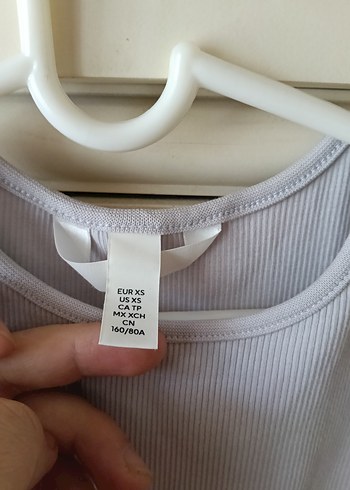 EUR XS
US XS
CA TP
MX XCH
CN
160/80A